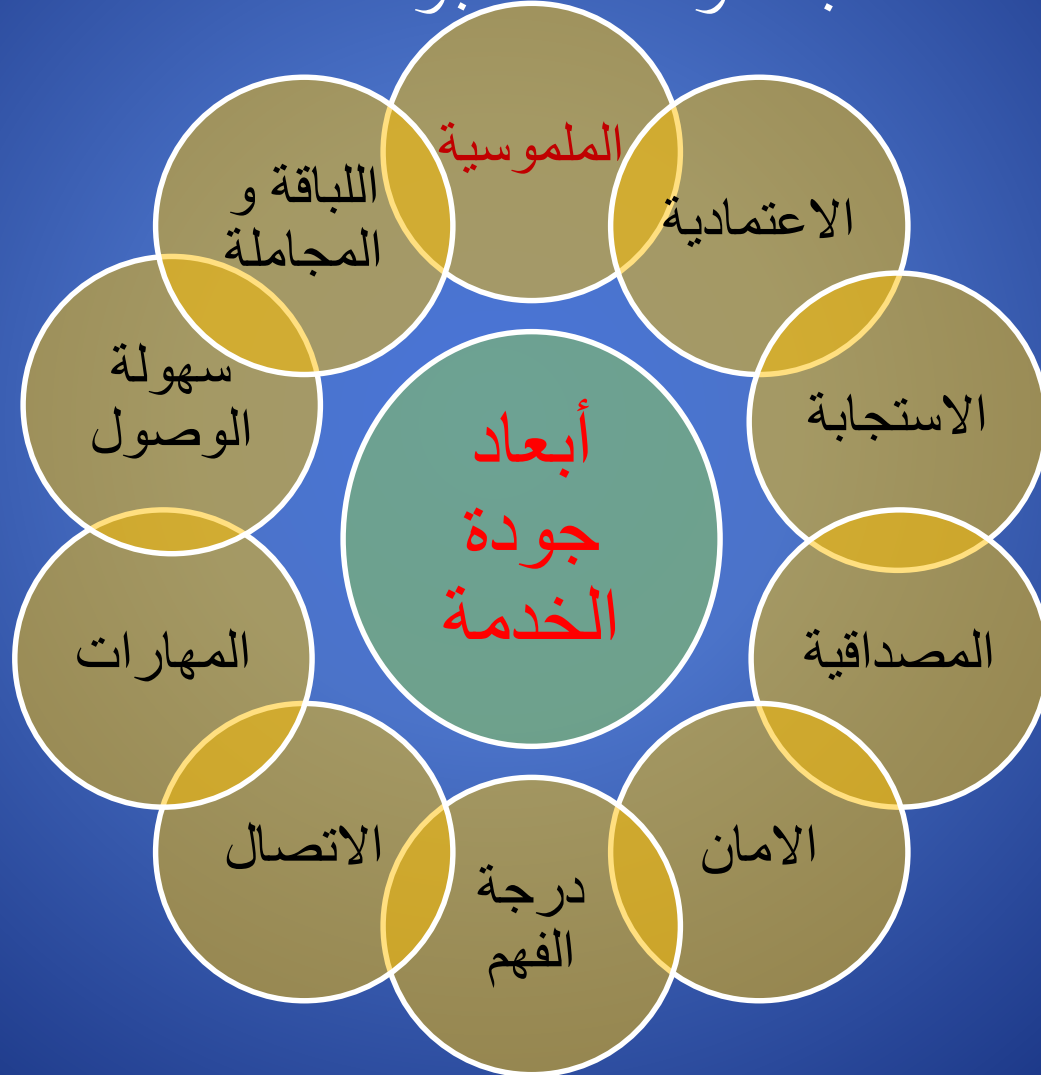 الملموسية
الاعتمادية
الاستجابة
المصداقية
الامان
درجة
الفهم
الاتصال
المهارات
سهولة
الوصول
اللباقة و
المجاملة
أبعاد
جودة
الخدمة